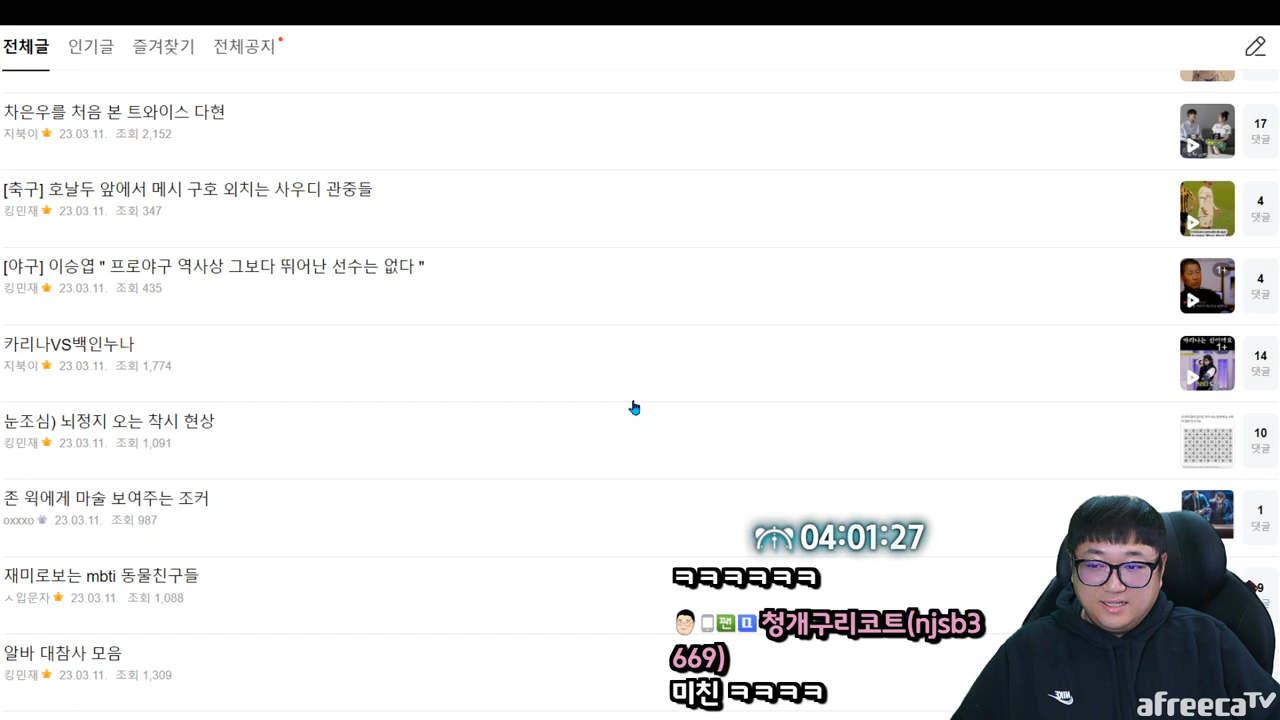 전체글 인기글 즐겨찾기 전체공지
차은우를 처음 본 트와이스 다현
지북이 23.03.11. 조회 2,152
17
댓글
[축구] 호날두 앞에서 메시 구호 외치는 사우디 관중들
킹민재 23.03.11. 조회 347
4
댓글
[야구] 이승엽 " 프로야구 역사상 그보다 뛰어난 선수는 없다 "
킹민재 23.03.11. 조회 435
1+
4
댓글
카리나VS백인누나
지북이 23.03.11. 조회 1,774
1+
14
댓글
눈조심) 뇌정지 오는 착시 현상
킹민재 23.03.11. 조회 1,091
10
댓글
존 윅에게 마술 보여주는 조커
oxxxo 23.03.11. 조회 987
1
댓글
04:01:27
재미로보는 mbti 동물친구들
ㅅ입문자 23.03.11. 조회 1,088
9
ㅋㅋㅋㅋㅋㅋ
팬 청개구리코트(njsb3
669)
미친 ㅋㅋㅋㅋ
알바 대참사 모음
킹민재 23.03.11. 조회 1,309
afreecaTV